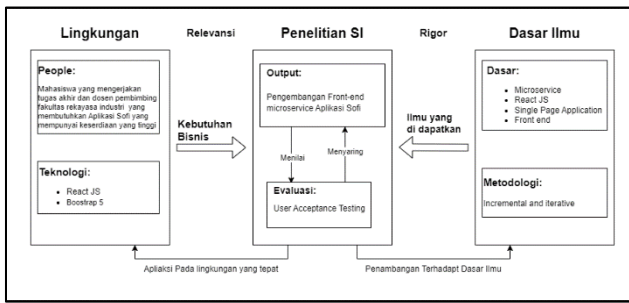 Lingkungan
Relevansi
Penelitian SI
Rigor
Dasar Ilmu
People:
Mahasiswa yang mengerjakan
tugas akhir dan dosen pembimbing
fakultas rekayasa industri yang
membutuhkan Aplikasi Sofi yang
mempunyai keserdiaan yang tinggi
Teknologi:
React JS
Boostrap 5
Kebutuhan
Bisnis
Output:
Pengembangan Front-end
microservice Aplikasi Sofi
Menilai
Menyaring
Evaluasi:
User Acceptance Testing
Ilmu yang
di dapatkan
Dasar:
Microservice
React JS
Single Page Application
Front end
Metodologi:
Incremental and iterative
Apliaksi Pada lingkungan yang tepat
Penambangan Terhadapt Dasar Ilmu